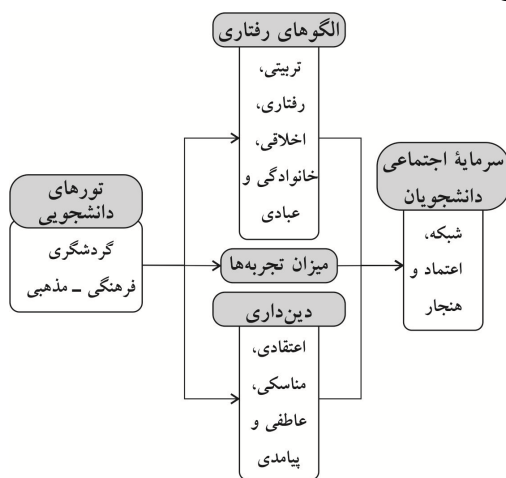 الگوهای رفتاری
تربیتی،
رفتاری،
اخلاقی،
خانوادگی و
عبادی
سرمایهٔ اجتماعی
دانشجویان
شبکه،
اعتماد و
هنجار
تورهای
دانشجویی
گردشگری
فرهنگی ــ مذهبی
میزان تجربه‌ها
دین‌داری
اعتقادی،
مناسکی،
عاطفی و
پیامدی